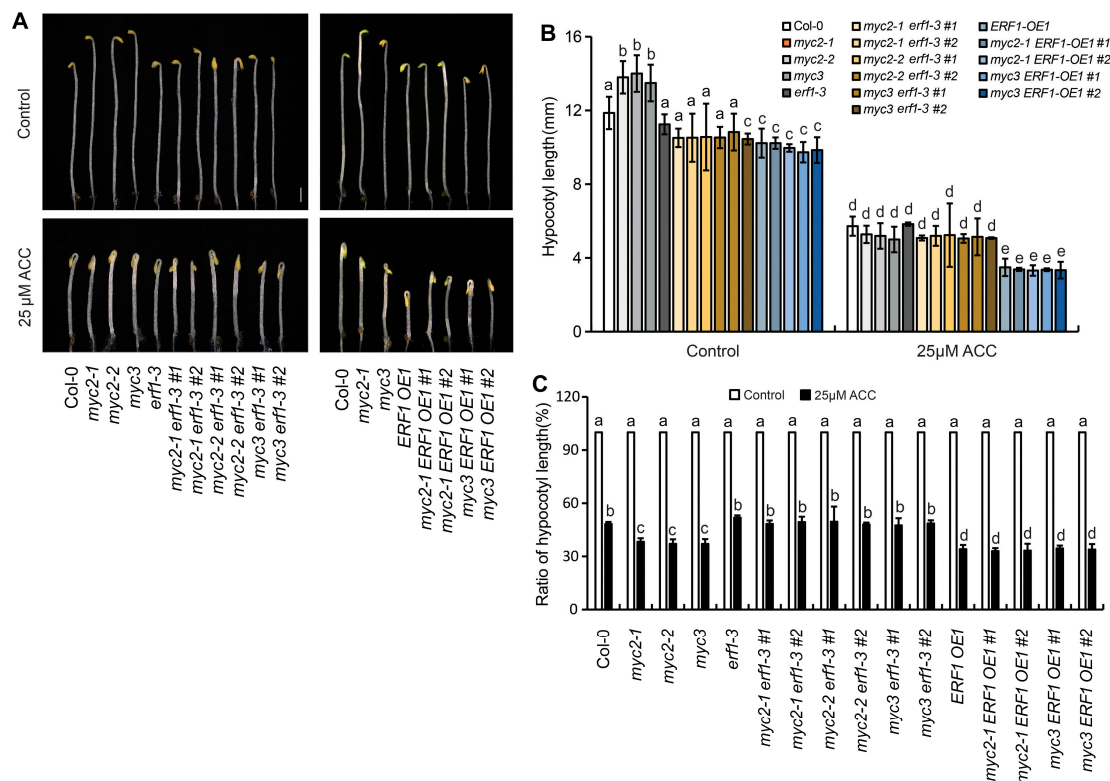 A
Control
25 µM ACC
Col-0
myc2-1
myc2-2
myc3
erf1-3
myc2-1 erf1-3 #1
myc2-1 erf1-3 #2
myc2-2 erf1-3 #1
myc2-2 erf1-3 #2
myc3 erf1-3 #1
myc3 erf1-3 #2
Col-0
myc2-1
myc3
ERF1 OE1
myc2-1 ERF1 OE1 #1
myc2-1 ERF1 OE1 #2
myc3 ERF1 OE1 #1
myc3 ERF1 OE1 #2
B
Col-0
myc2-1
myc2-2
myc3
erf1-3
myc2-1 erf1-3 #1
myc2-1 erf1-3 #2
myc2-2 erf1-3 #1
myc2-2 erf1-3 #2
myc3 erf1-3 #1
myc3 erf1-3 #2
ERF1-OE1
myc2-1 ERF1-OE1 #1
myc2-1 ERF1-OE1 #2
myc3 ERF1-OE1 #1
myc3 ERF1-OE1 #2
Hypocotyl length(mm)
16
12
8
4
0
a b b b a a a a a a c c c c c c
d d d d d d d d d d d e e e e e
Control
25µM ACC
C
Control
25µM ACC
Ratio of hypocotyl length(%)
120
90
60
30
0
a a a a a a a a a a a a a a a a
b c c c b b b b b b b d d d d d
Col-0
myc2-1
myc2-2
myc3
erf1-3
myc2-1 erf1-3 #1
myc2-1 erf1-3 #2
myc2-2 erf1-3 #1
myc2-2 erf1-3 #2
myc3 erf1-3 #1
myc3 erf1-3 #2
ERF1 OE1
myc2-1 ERF1 OE1 #1
myc2-1 ERF1 OE1 #2
myc3 ERF1 OE1 #1
myc3 ERF1 OE1 #2